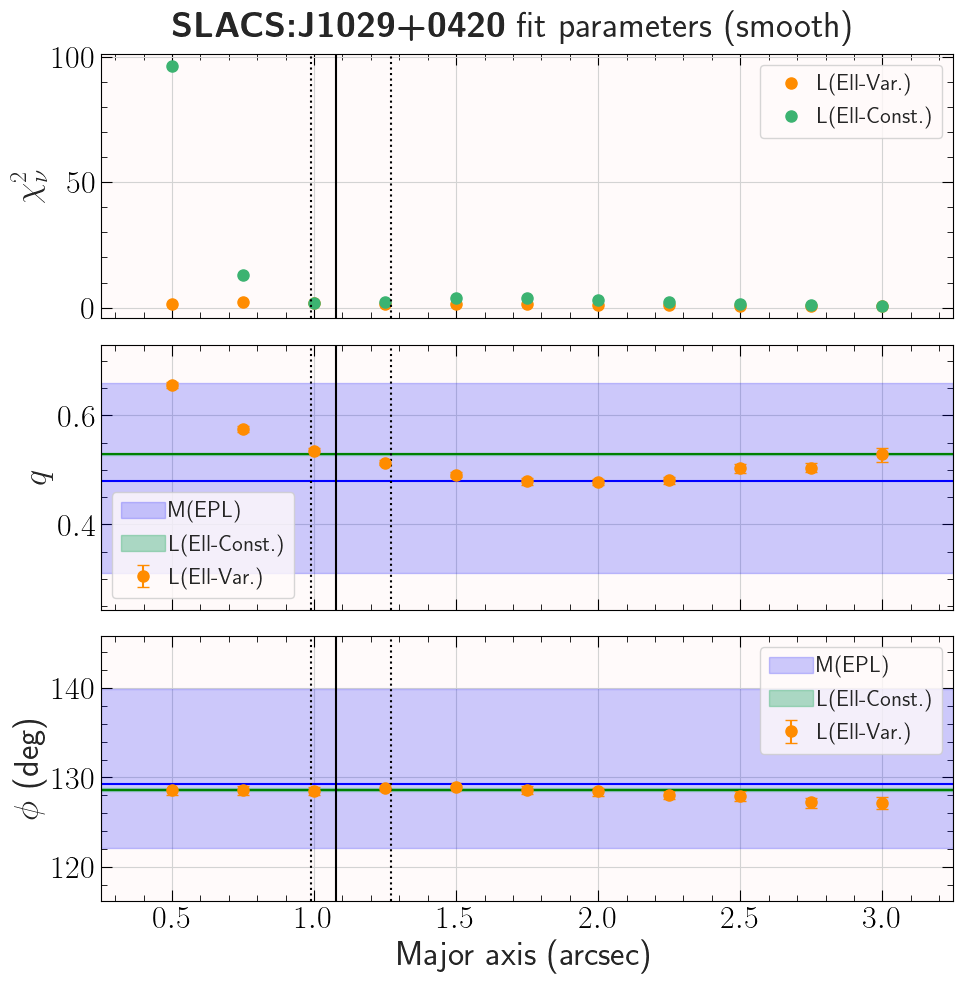 SLACS:J1029+0420 fit parameters (smooth)
100
50
0
χ²ᵥ
L(Ell-Var.)
L(Ell-Const.)
0.6
0.4
q
M(EPL)
L(Ell-Const.)
L(Ell-Var.)
140
130
120
ϕ (deg)
M(EPL)
L(Ell-Const.)
L(Ell-Var.)
0.5 1.0 1.5 2.0 2.5 3.0
Major axis (arcsec)